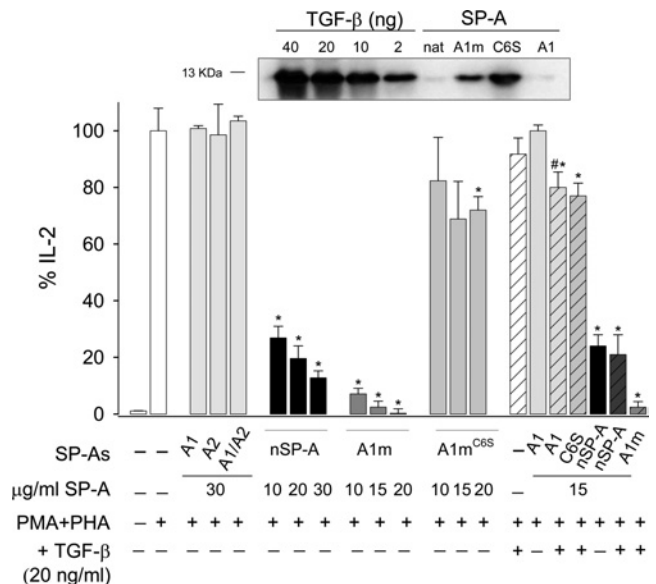 TGF-β (ng) SP-A
40 20 10 2 nat A1m C6S A1
13 KDa
#* *
100
80
60
40
20
0
% IL-2
* * * * * * * * * *
SP-As – – A1 A2 A1/A2 nSP-A A1m A1mC6S – A1 A1 C6S nSP-A nSP-A A1m
μg/ml SP-A – – 30 10 20 30 10 15 20 10 15 20 – 15
PMA+PHA – + + + + + + + + + + + + + + + + + + + +
+ TGF-β – – – – – – – – – – – – – – + – + + – + +
(20 ng/ml)